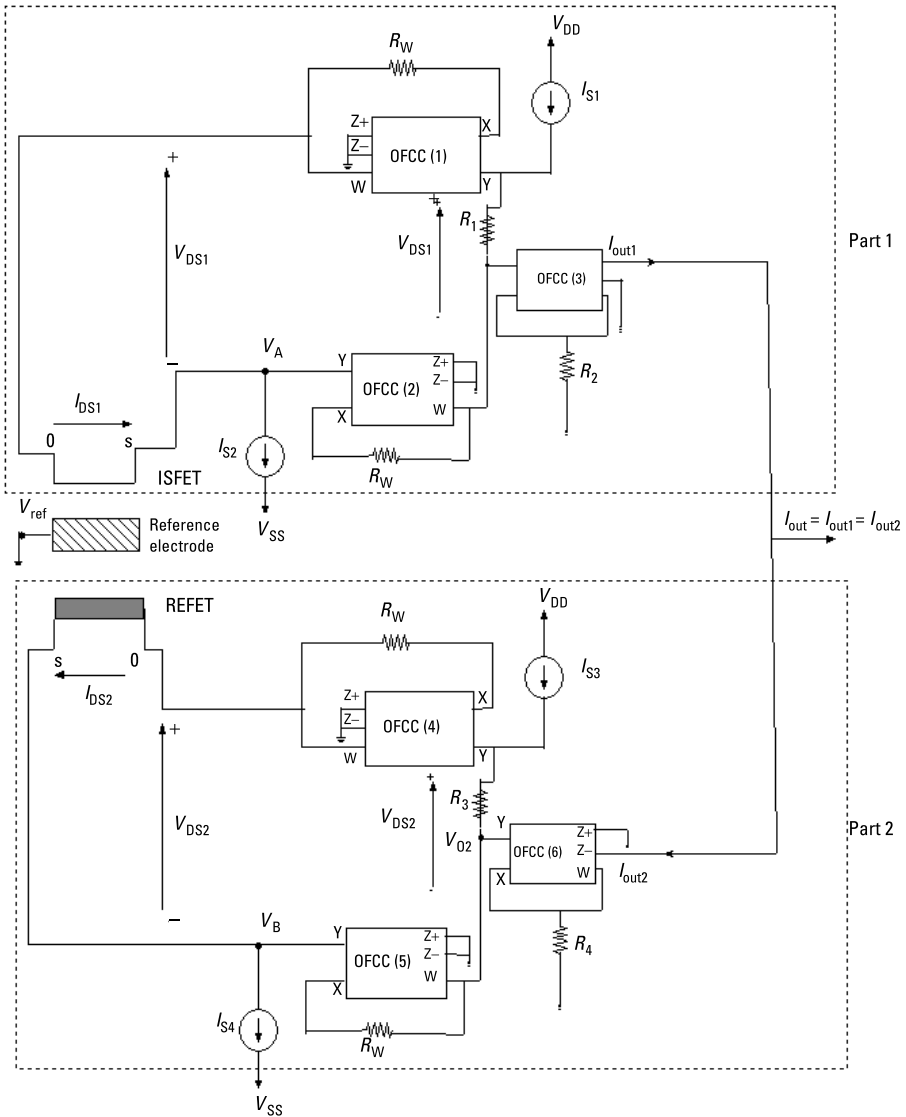 V_DD
R_W
I_S1
Z+
X
Z−
OFCC (1)
W
Y
+
+
V_DS1
V_DS1
R_1
I_out1
Part 1
OFCC (3)
-
−
V_A
Y
Z+
Z−
OFCC (2)
X
W
R_2
I_DS1
0
s
I_S2
ISFET
R_W
V_ref
Reference
electrode
V_SS
I_out = I_out1 = I_out2
REFET
V_DD
R_W
s
0
I_DS2
I_S3
Z+
X
Z−
OFCC (4)
W
Y
+
+
V_DS2
V_DS2
R_3
Y
Z+
V_02
OFCC (6)
Z−
X
W
I_out2
Part 2
-
−
V_B
Y
Z+
Z−
OFCC (5)
X
W
R_4
I_S4
R_W
V_SS